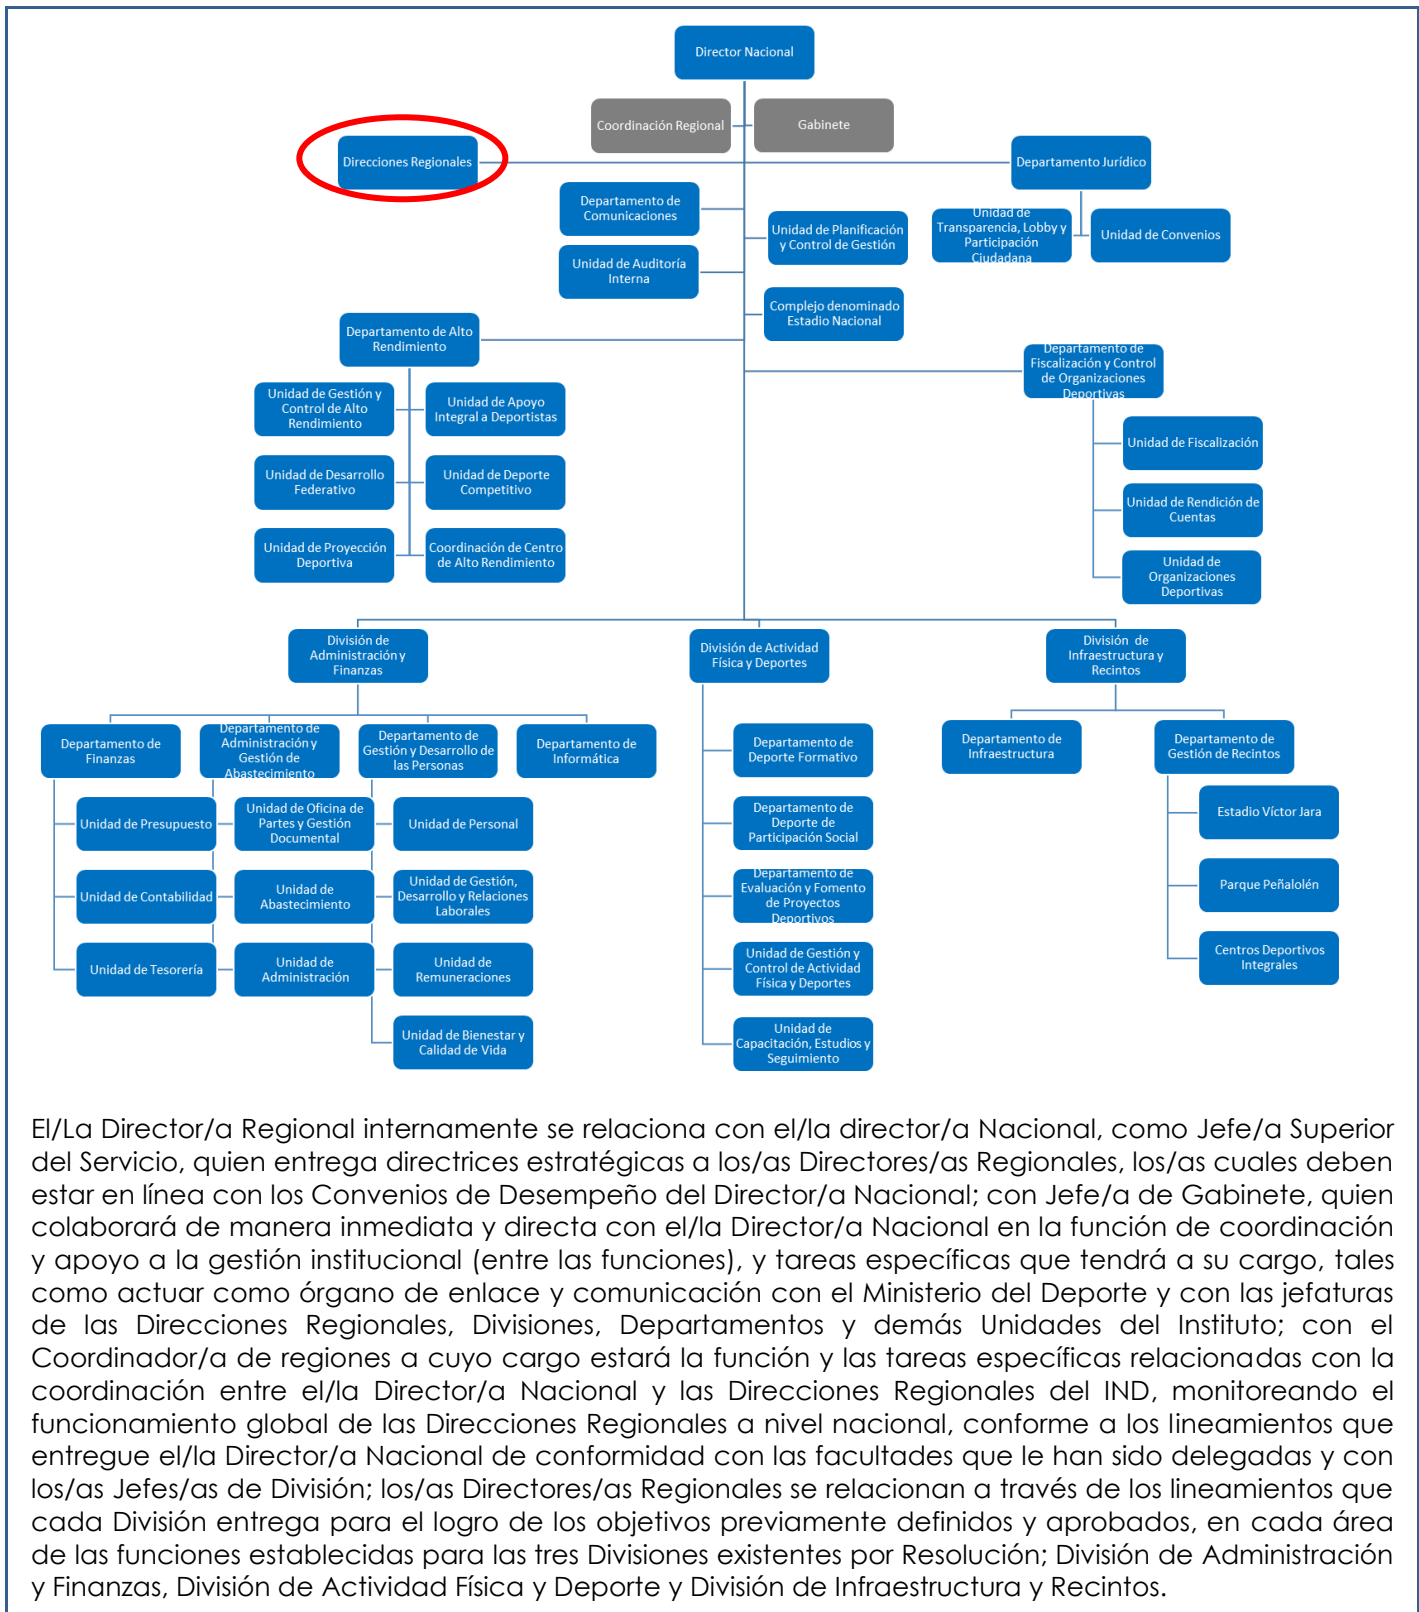 Director Nacional
Coordinación Regional
Gabinete
Direcciones Regionales
Departamento Jurídico
Departamento de
Comunicaciones
Unidad de Planificación
y Control de Gestión
Unidad de
Transparencia, Lobby y
Participación
Ciudadana
Unidad de Convenios
Unidad de Auditoría
Interna
Complejo denominado
Estadio Nacional
Departamento de Alto
Rendimiento
Departamento de
Fiscalización y Control
de Organizaciones
Deportivas
Unidad de Gestión y
Control de Alto
Rendimiento
Unidad de Apoyo
Integral a Deportistas
Unidad de Fiscalización
Unidad de Desarrollo
Federativo
Unidad de Deporte
Competitivo
Unidad de Rendición de
Cuentas
Unidad de Proyección
Deportiva
Coordinación de Centro
de Alto Rendimiento
Unidad de
Organizaciones
Deportivas
División de
Administración y
Finanzas
División de Actividad
Física y Deportes
División de
Infraestructura y
Recintos
Departamento de
Finanzas
Departamento de
Administración y
Gestión de
Abastecimiento
Departamento de
Gestión y Desarrollo de
las Personas
Departamento de
Informática
Departamento de
Deporte Formativo
Departamento de
Infraestructura
Departamento de
Gestión de Recintos
Unidad de Presupuesto
Unidad de Oficina de
Partes y Gestión
Documental
Unidad de Personal
Departamento de
Deporte de
Participación Social
Estadio Víctor Jara
Unidad de Contabilidad
Unidad de
Abastecimiento
Unidad de Gestión,
Desarrollo y Relaciones
Laborales
Departamento de
Evaluación y Fomento
de Proyectos
Deportivos
Parque Peñalolén
Unidad de Tesorería
Unidad de
Administración
Unidad de
Remuneraciones
Unidad de Gestión y
Control de Actividad
Física y Deportes
Centros Deportivos
Integrales
Unidad de Bienestar y
Calidad de Vida
Unidad de
Capacitación, Estudios y
Seguimiento
El/La Director/a Regional internamente se relaciona con el/la director/a Nacional, como Jefe/a Superior
del Servicio, quien entrega directrices estratégicas a los/as Directores/as Regionales, los/as cuales deben
estar en línea con los Convenios de Desempeño del Director/a Nacional; con Jefe/a de Gabinete, quien
colaborará de manera inmediata y directa con el/la Director/a Nacional en la función de coordinación
y apoyo a la gestión institucional (entre las funciones), y tareas específicas que tendrá a su cargo, tales
como actuar como órgano de enlace y comunicación con el Ministerio del Deporte y con las jefaturas
de las Direcciones Regionales, Divisiones, Departamentos y demás Unidades del Instituto; con el
Coordinador/a de regiones a cuyo cargo estará la función y las tareas específicas relacionadas con la
coordinación entre el/la Director/a Nacional y las Direcciones Regionales del IND, monitoreando el
funcionamiento global de las Direcciones Regionales a nivel nacional, conforme a los lineamientos que
entregue el/la Director/a Nacional de conformidad con las facultades que le han sido delegadas y con
los/as Jefes/as de División; los/as Directores/as Regionales se relacionan a través de los lineamientos que
cada División entrega para el logro de los objetivos previamente definidos y aprobados, en cada área
de las funciones establecidas para las tres Divisiones existentes por Resolución; División de Administración
y Finanzas, División de Actividad Física y Deporte y División de Infraestructura y Recintos.